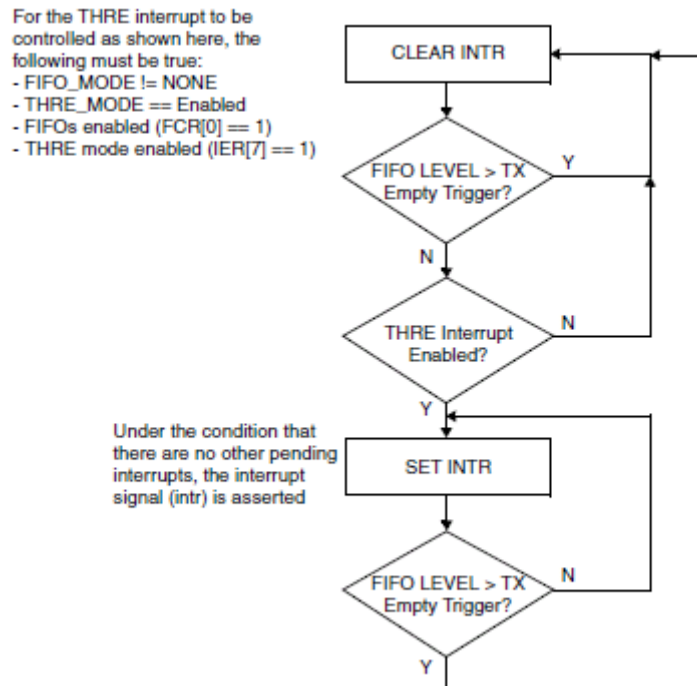 For the THRE interrupt to be
controlled as shown here, the
following must be true:
- FIFO_MODE != NONE
- THRE_MODE == Enabled
- FIFOs enabled (FCR[0] == 1)
- THRE mode enabled (IER[7] == 1)
CLEAR INTR
FIFO LEVEL > TX
Empty Trigger?
Y
N
THRE Interrupt
Enabled?
N
Y
Under the condition that
there are no other pending
interrupts, the interrupt
signal (intr) is asserted
SET INTR
FIFO LEVEL > TX
Empty Trigger?
N
Y